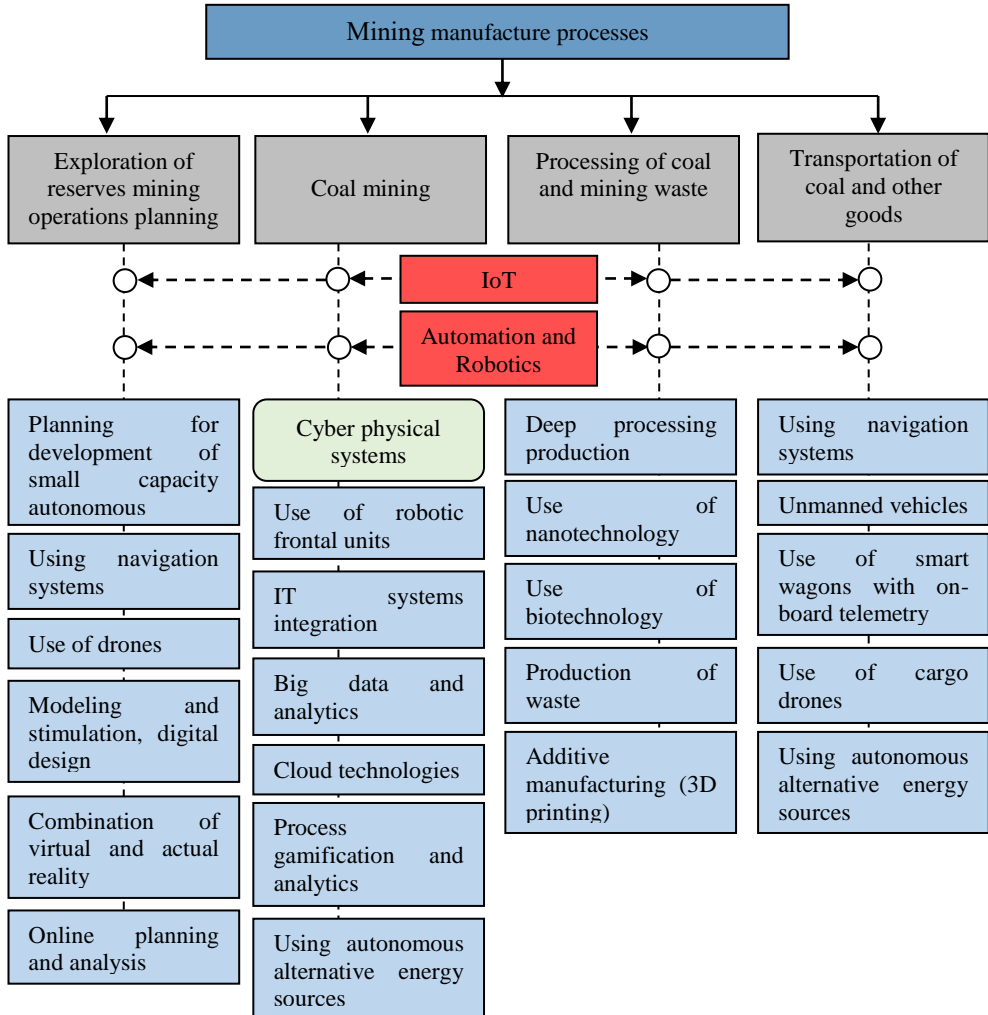 Mining manufacture processes
Exploration of
reserves mining
operations planning
Coal mining
Processing of coal
and mining waste
Transportation of
coal and other
goods
IoT
Automation and
Robotics
Planning for
development of
small capacity
autonomous
Using navigation
systems
Use of drones
Modeling and
stimulation, digital
design
Combination of
virtual and actual
reality
Online planning
and analysis
Cyber physical
systems
Use of robotic
frontal units
IT systems
integration
Big data and
analytics
Cloud technologies
Process
gamification and
analytics
Using autonomous
alternative energy
sources
Deep processing
production
Use of
nanotechnology
Use of
biotechnology
Production of
waste
Additive
manufacturing (3D
printing)
Using navigation
systems
Unmanned vehicles
Use of smart
wagons with on-
board telemetry
Use of cargo
drones
Using autonomous
alternative energy
sources